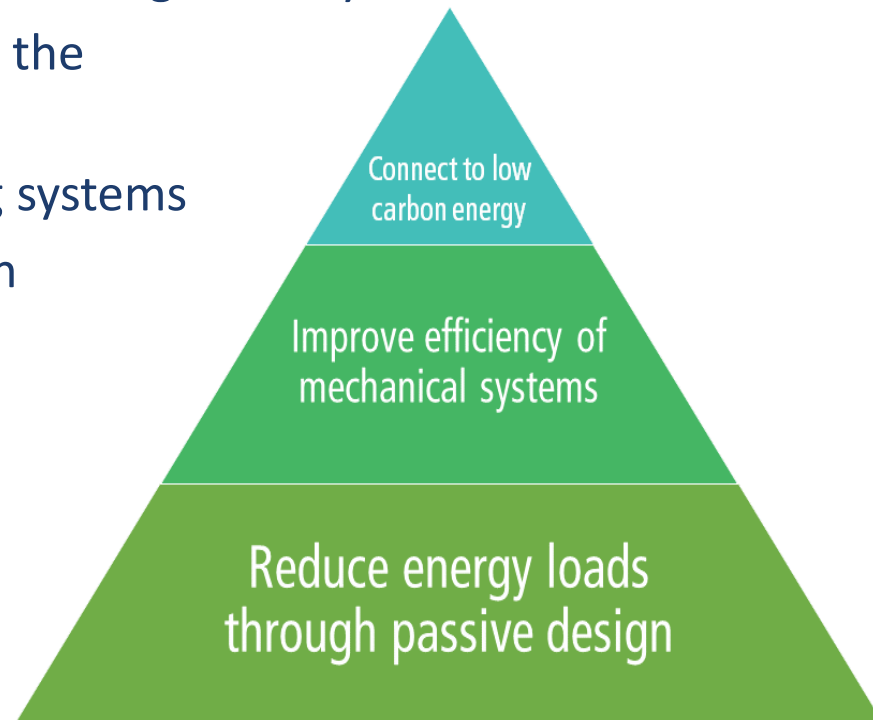 the
systems
Connect to low
carbon energy
Improve efficiency of
mechanical systems
Reduce energy loads
through passive design